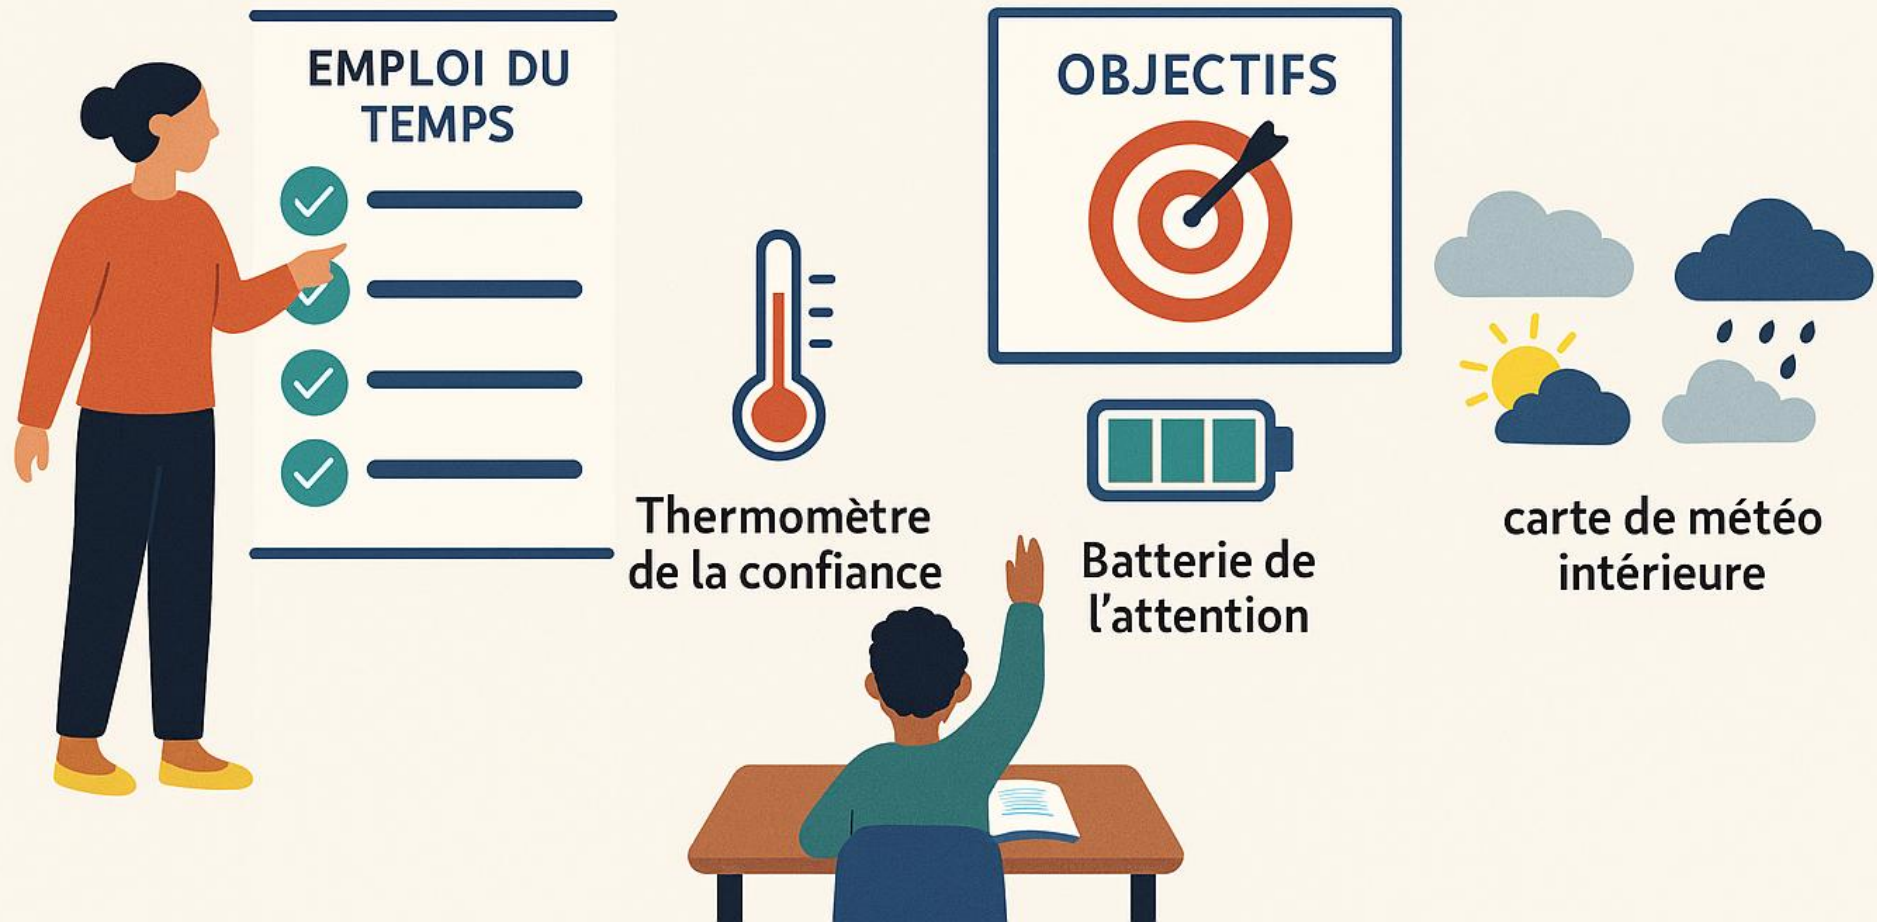 EMPLOI DU
TEMPS
OBJECTIFS
Thermomètre
de la confiance
Batterie de
l’attention
carte de météo
intérieure